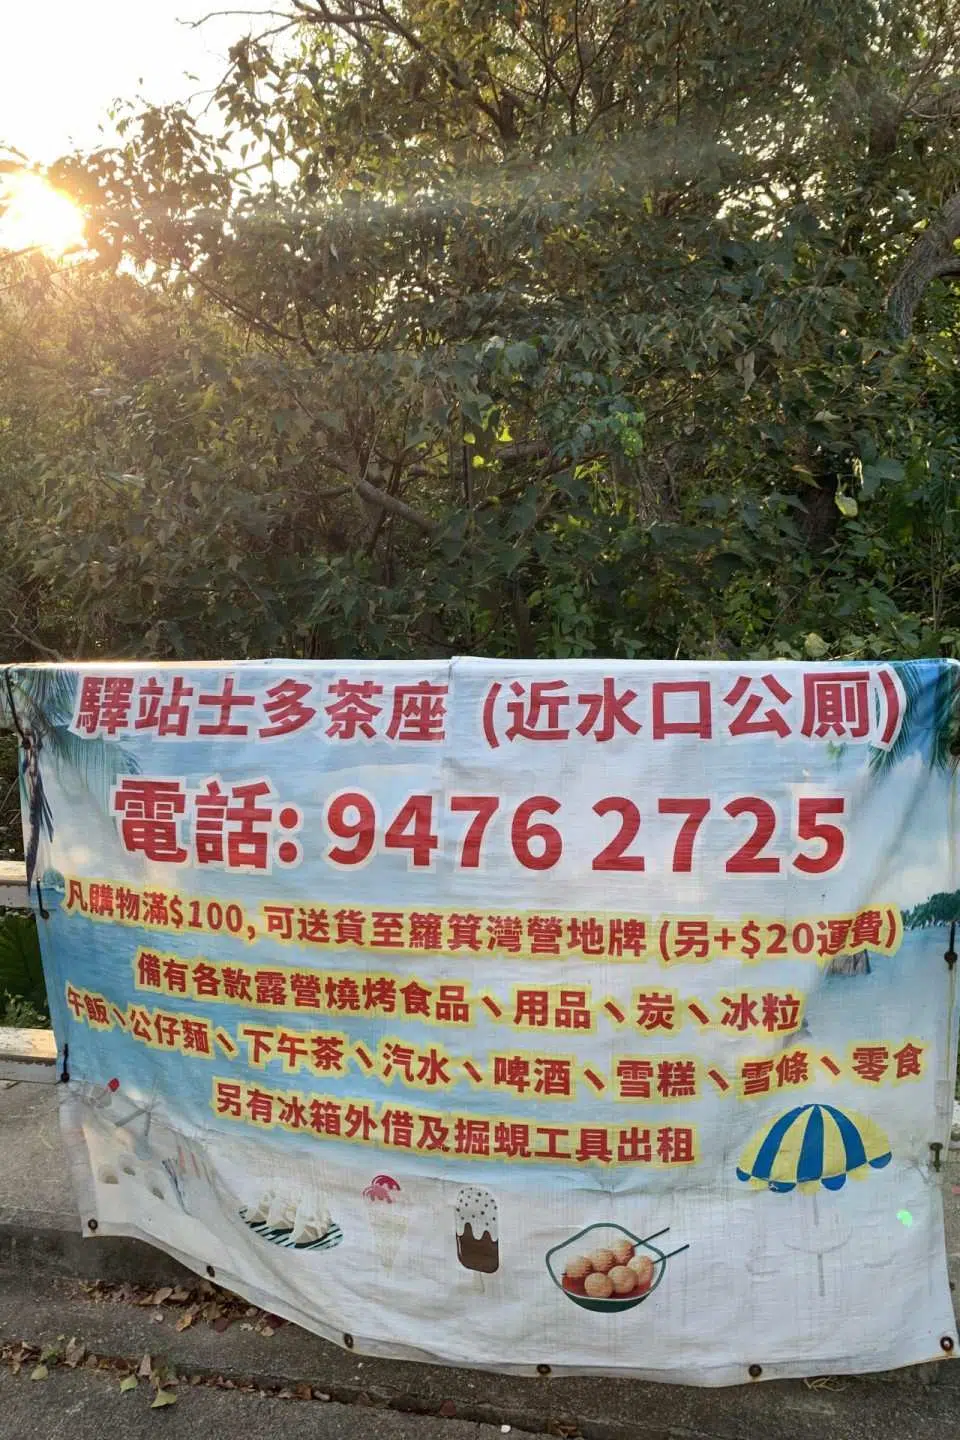 驛站士多茶座 (近水口公厠)
電話: 9476 2725
凡購物滿$100, 可送貨至籮箕灣營地牌 (另+$20運費)
備有各款露營燒烤食品、用品、炭、冰粒
午飯、公仔麵、下午茶、汽水、啤酒、雪糕、雪條、零食
另有冰箱外借及掘蜆工具出租